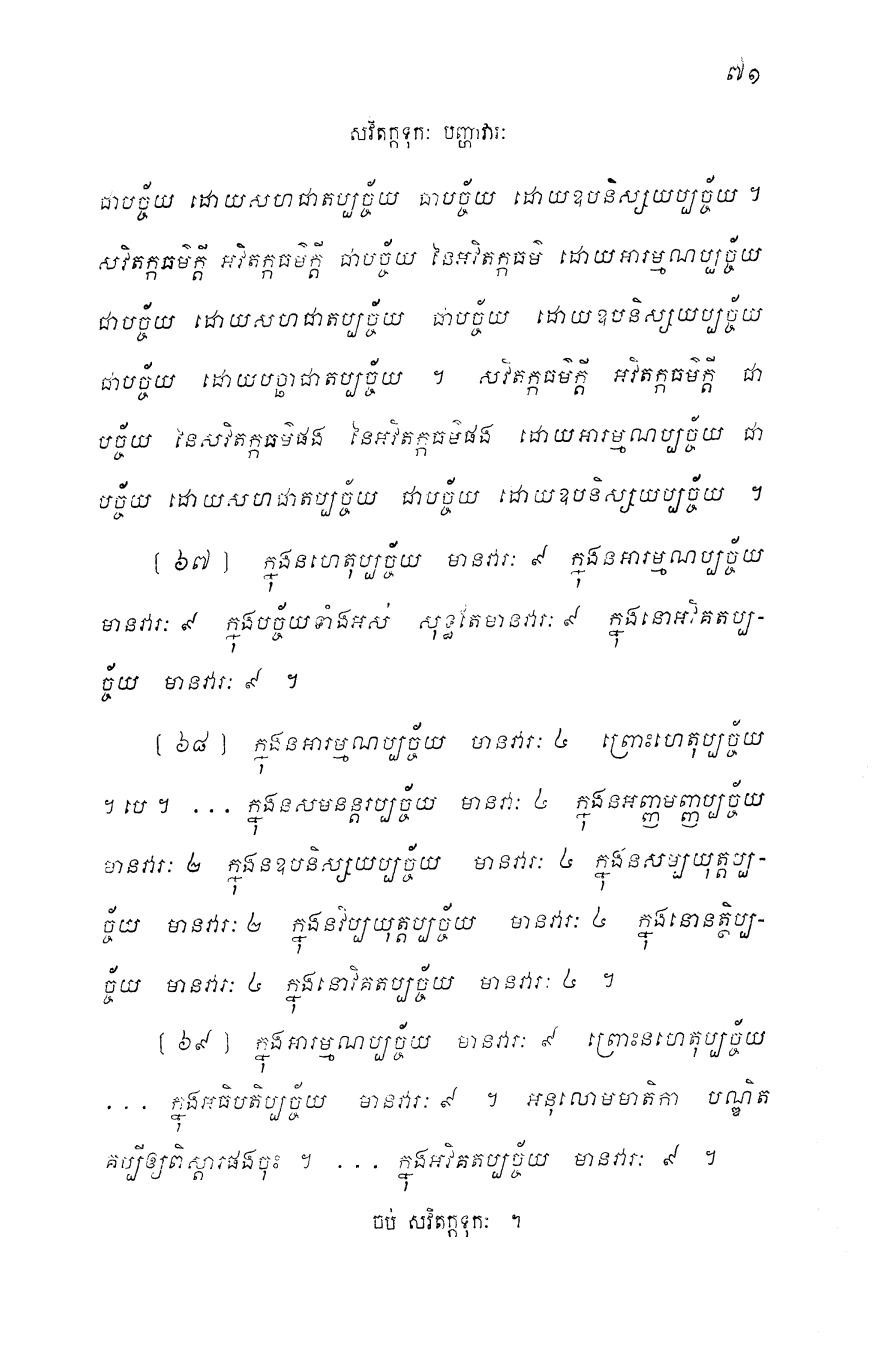 ៧១
សវិតក្កទុកៈ បញ្ហាវារៈ
ជាបច្ច័យ ដោយសហជាតប្បច្ច័យ ជាបច្ច័យ ដោយឧបនិស្សយប្បច្ច័យ ។
សវិតក្កធម៌ក្តី អវិតក្កធម៌ក្តី ជាបច្ច័យ នៃអវិតក្កធម៌ ដោយអារម្មណប្បច្ច័យ
ជាបច្ច័យ ដោយសហជាតប្បច្ច័យ ជាបច្ច័យ ដោយឧបនិស្សយប្បច្ច័យ
ជាបច្ច័យ ដោយបច្ឆាជាតប្បច្ច័យ ។ សវិតក្កធម៌ក្តី អវិតក្កធម៌ក្តី ជា
បច្ច័យ នៃសវិតក្កធម៌ផង នៃអវិតក្កធម៌ផង ដោយអារម្មណប្បច្ច័យ ជា
បច្ច័យ ដោយសហជាតប្បច្ច័យ ជាបច្ច័យ ដោយឧបនិស្សយប្បច្ច័យ ។
[ ៦៧ ] ក្នុងនហេតុប្បច្ច័យ មានវារៈ ៩ ក្នុងនអារម្មណប្បច្ច័យ
មានវារៈ ៩ ក្នុងបច្ច័យទាំងអស់ សុទ្ធតែមានវារៈ ៩ ក្នុងនោអវិគតប្ប-
ច្ច័យ មានវារៈ ៩ ។
[ ៦៨ ] ក្នុងនអារម្មណប្បច្ច័យ មានវារៈ ៤ ព្រោះហេតុប្បច្ច័យ
។ បេ ។ ... ក្នុងនសមនន្តរប្បច្ច័យ មានវារៈ ៤ ក្នុងនអញ្ញមញ្ញប្បច្ច័យ
មានវារៈ ២ ក្នុងនឧបនិស្សយប្បច្ច័យ មានវារៈ ៤ ក្នុងនសម្បយុត្តប្ប-
ច្ច័យ មានវារៈ ២ ក្នុងនវិប្បយុត្តប្បច្ច័យ មានវារៈ ៤ ក្នុងនោនត្ថិប្ប-
ច្ច័យ មានវារៈ ៤ ក្នុងនោវិគតប្បច្ច័យ មានវារៈ ៤ ។
[ ៦៩ ] ក្នុងអារម្មណប្បច្ច័យ មានវារៈ ៩ ព្រោះនហេតុប្បច្ច័យ
... ក្នុងអធិបតិប្បច្ច័យ មានវារៈ ៩ ។ អនុលោមមាតិកា បណ្ឌិត
គប្បីឲ្យពិស្តារផងចុះ ។ ... ក្នុងអវិគតប្បច្ច័យ មានវារៈ ៩ ។
ចប់ សវិតក្កទុកៈ ។